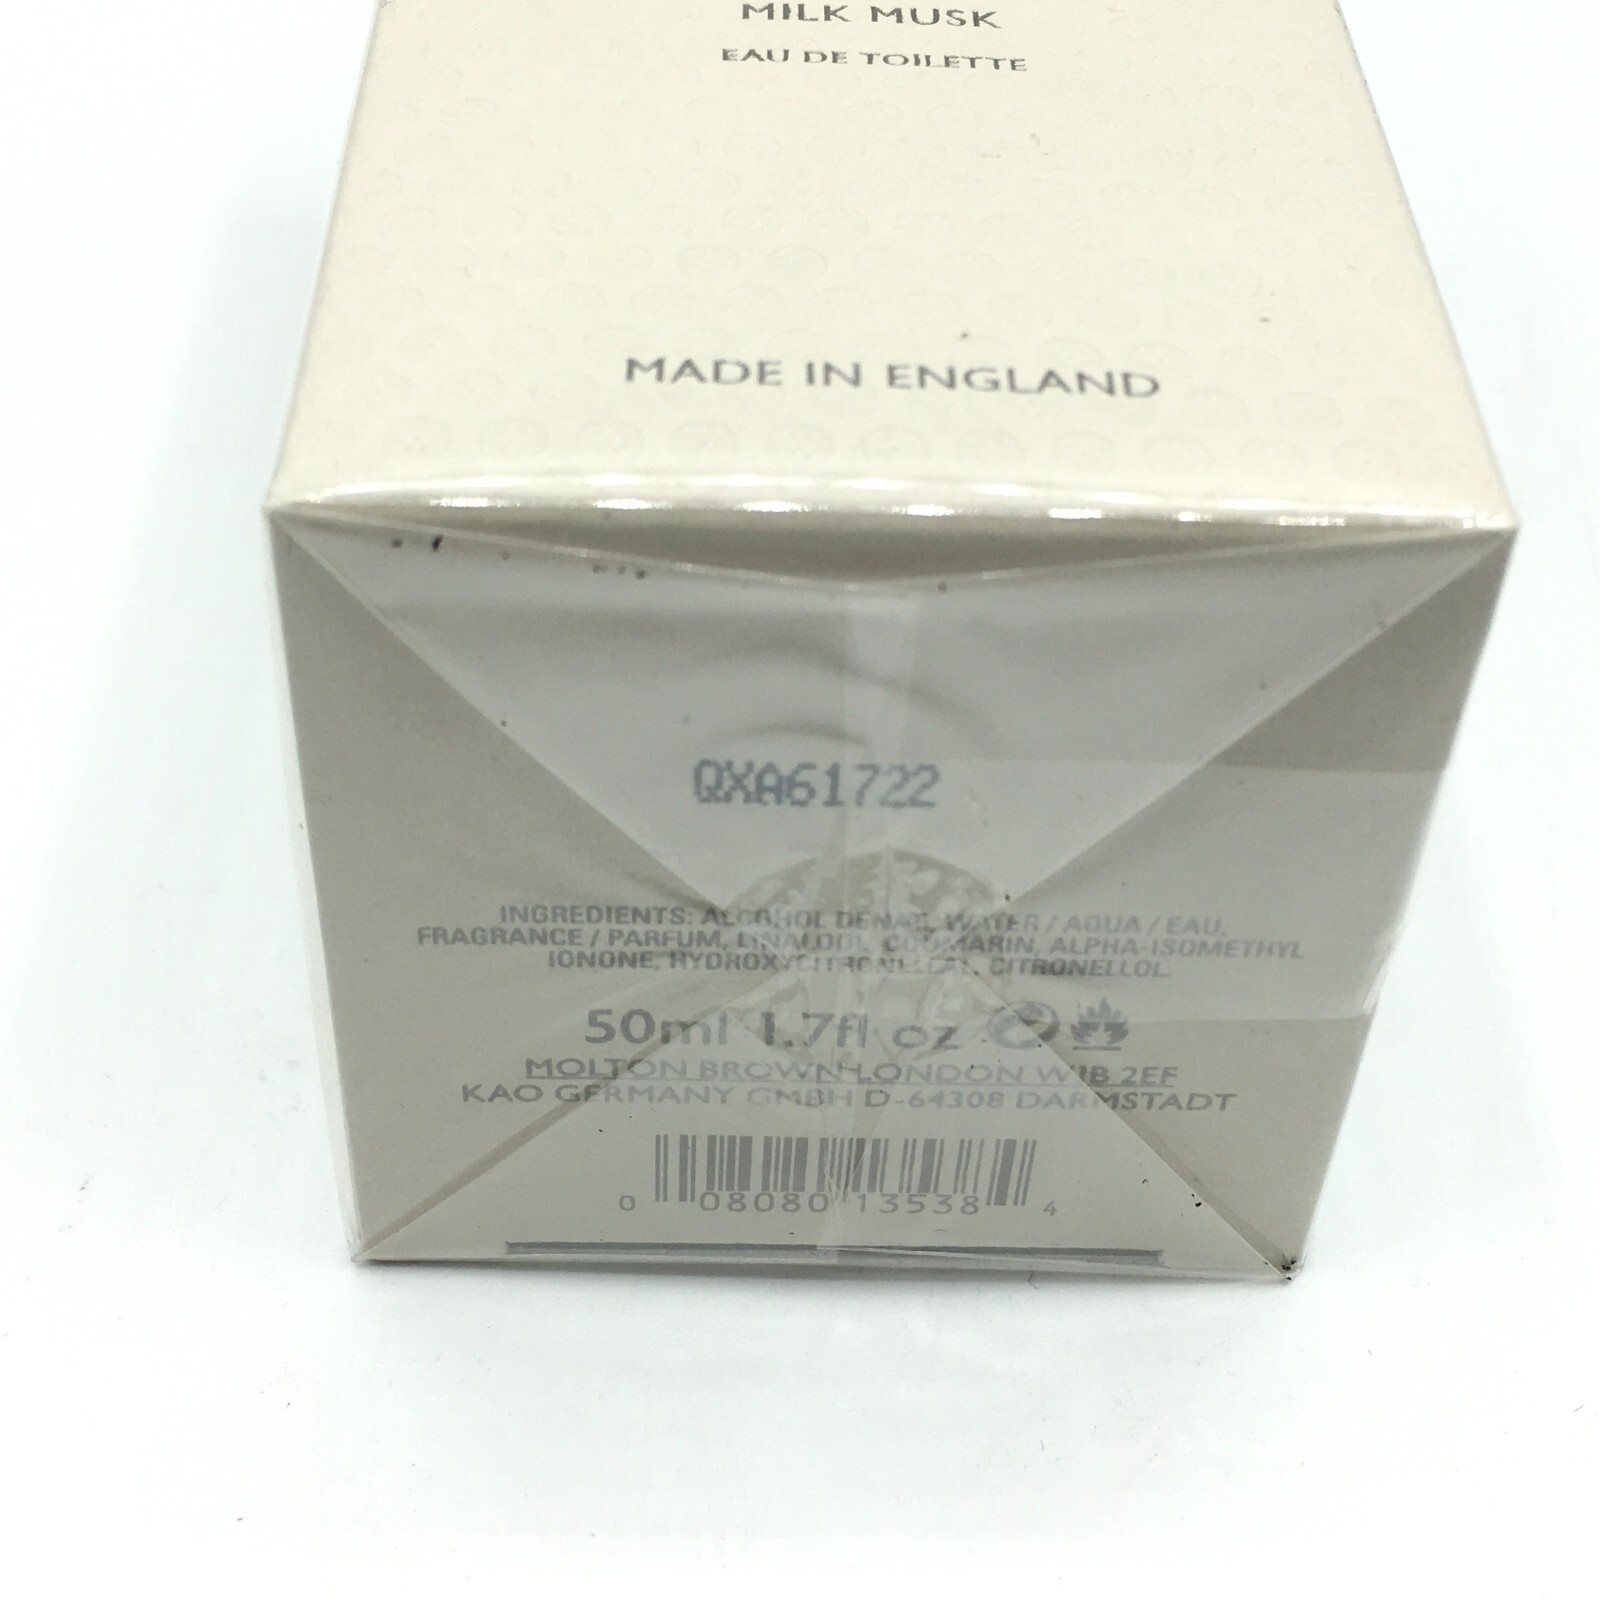 MILK MUSK
EAU DE TOILETTE
MADE IN ENGLAND
QXA61722
INGREDIENTS: ALCOHOL DENAT., WATER / AQUA / EAU,
FRAGRANCE / PARFUM, LINALOOL, COUMARIN, ALPHA-ISOMETHYL
IONONE, HYDROXYCITRONELLAL, CITRONELLOL.
50ml 1.7fl oz
MOLTON BROWN LONDON W1B 2EF
KAO GERMANY GMBH D-64308 DARMSTADT
0 08080 13538 4